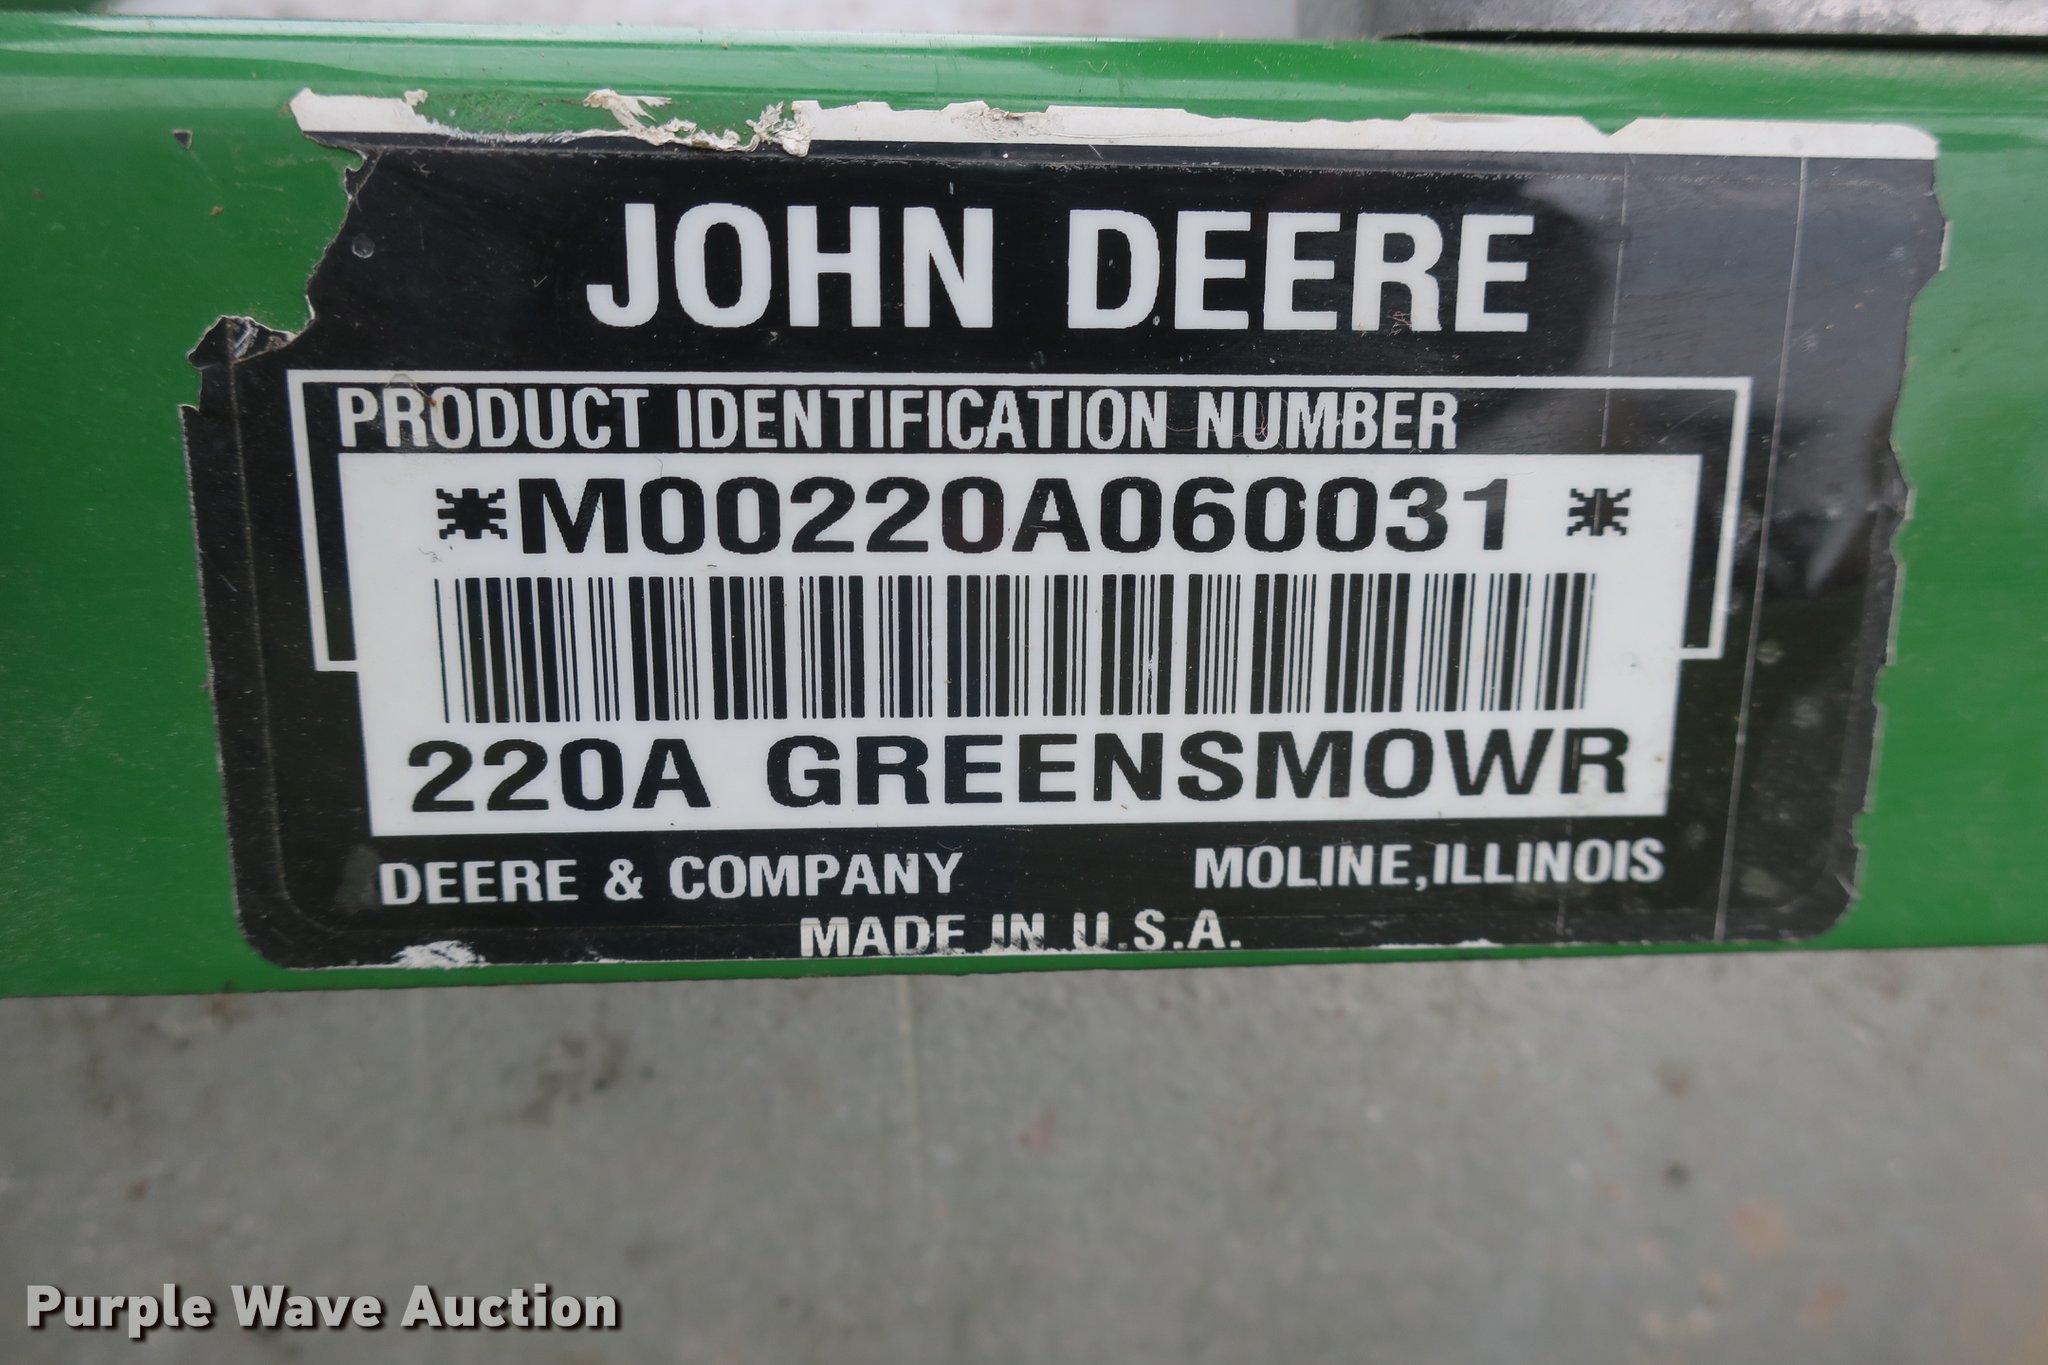 JOHN DEERE
PRODUCT IDENTIFICATION NUMBER
*M00220A060031 *
220A GREENSMOWR
DEERE & COMPANY MOLINE,ILLINOIS
MADE IN U.S.A.
Purple Wave Auction